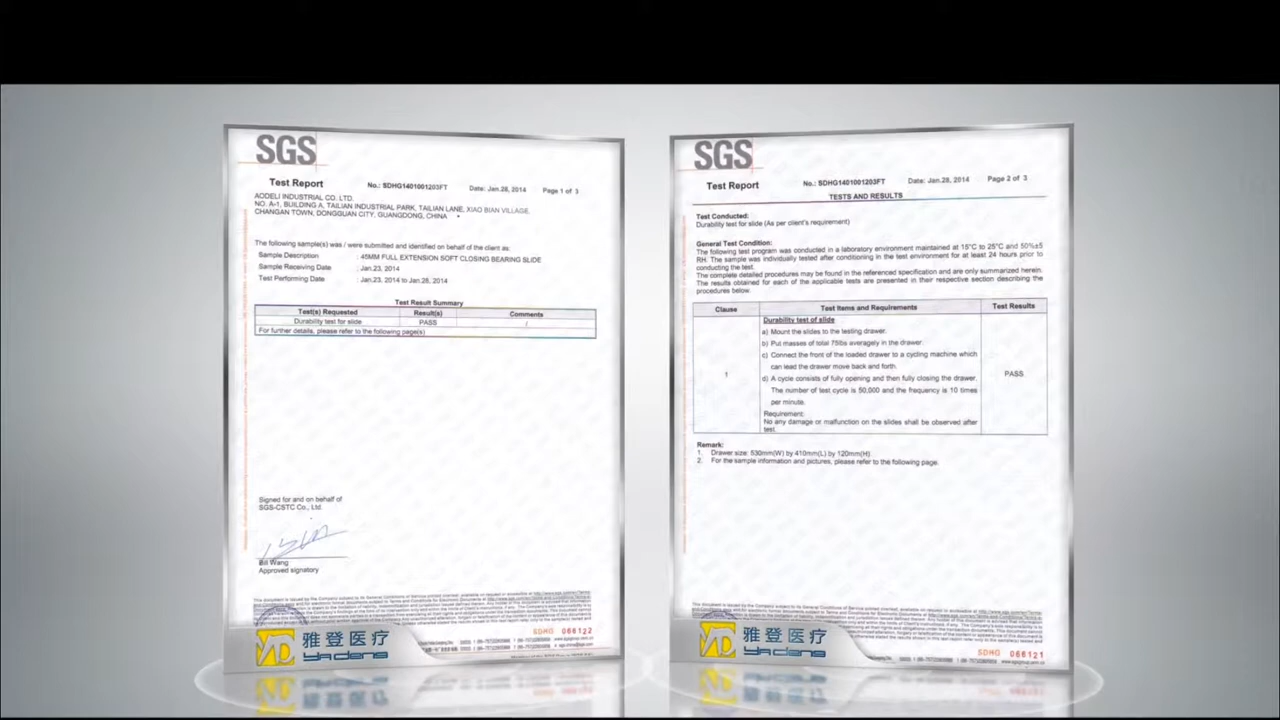 SGS
Test Report No.: SDHG1401001203FT Date: Jan.28, 2014 Page 1 of 3
AODELI INDUSTRIAL CO. LTD.
NO. A-1, BUILDING A, TAILIAN INDUSTRIAL PARK, TAILIAN LANE, XIAO BIAN VILLAGE,
CHANGAN TOWN, DONGGUAN CITY, GUANGDONG, CHINA
The following sample(s) was / were submitted and identified on behalf of the client as:
Sample Description : 45MM FULL EXTENSION SOFT CLOSING BEARING SLIDE
Sample Receiving Date : Jan.23, 2014
Test Performing Date : Jan.23, 2014 to Jan.28, 2014
Test Result Summary
Test(s) Requested Result(s) Comments
Durability test for slide PASS /
For further details, please refer to the following page(s)
Signed for and on behalf of
SGS-CSTC Co., Ltd.
Bill Wang
Approved signatory
SDHG 066122
雅登医疗
yadeng
SGS
Test Report No.: SDHG1401001203FT Date: Jan.28, 2014 Page 2 of 3
TESTS AND RESULTS
Test Conducted:
Durability test for slide (As per client's requirement)
General Test Condition:
The following test program was conducted in a laboratory environment maintained at 15°C to 25°C and 50%±5
RH. The sample was individually tested after conditioning in the test environment for at least 24 hours prior to
conducting the test.
The complete detailed procedures may be found in the referenced specification and are only summarized herein.
The results obtained for each of the applicable tests are presented in their respective section describing the
procedures below.
Clause Test Items and Requirements Test Results
Durability test of slide
a) Mount the slides to the testing drawer.
b) Put masses of total 75lbs averagely in the drawer.
c) Connect the front of the loaded drawer to a cycling machine which
can lead the drawer move back and forth.
1 d) A cycle consists of fully opening and then fully closing the drawer. PASS
The number of test cycle is 50,000 and the frequency is 10 times
per minute.
Requirement:
No any damage or malfunction on the slides shall be observed after
test.
Remark:
1. Drawer size: 530mm(W) by 410mm(L) by 120mm(H)
2. For the sample information and pictures, please refer to the following page.
SDHG 066121
雅登医疗
yadeng